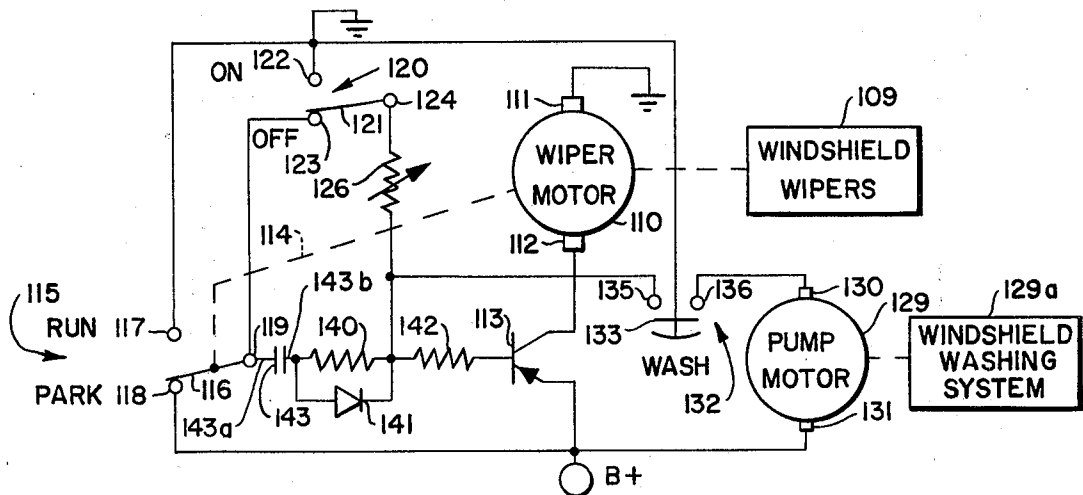 122
ON
120
124
121
OFF
123
126
111
WIPER
MOTOR
110
112
109
WINDSHIELD
WIPERS
114
115
RUN 117
143b
119
140
142
113
135
136
133
WASH
132
130
129
129a
PUMP
MOTOR
131
WINDSHIELD
WASHING
SYSTEM
PARK 118
116
143a
143
141
B+